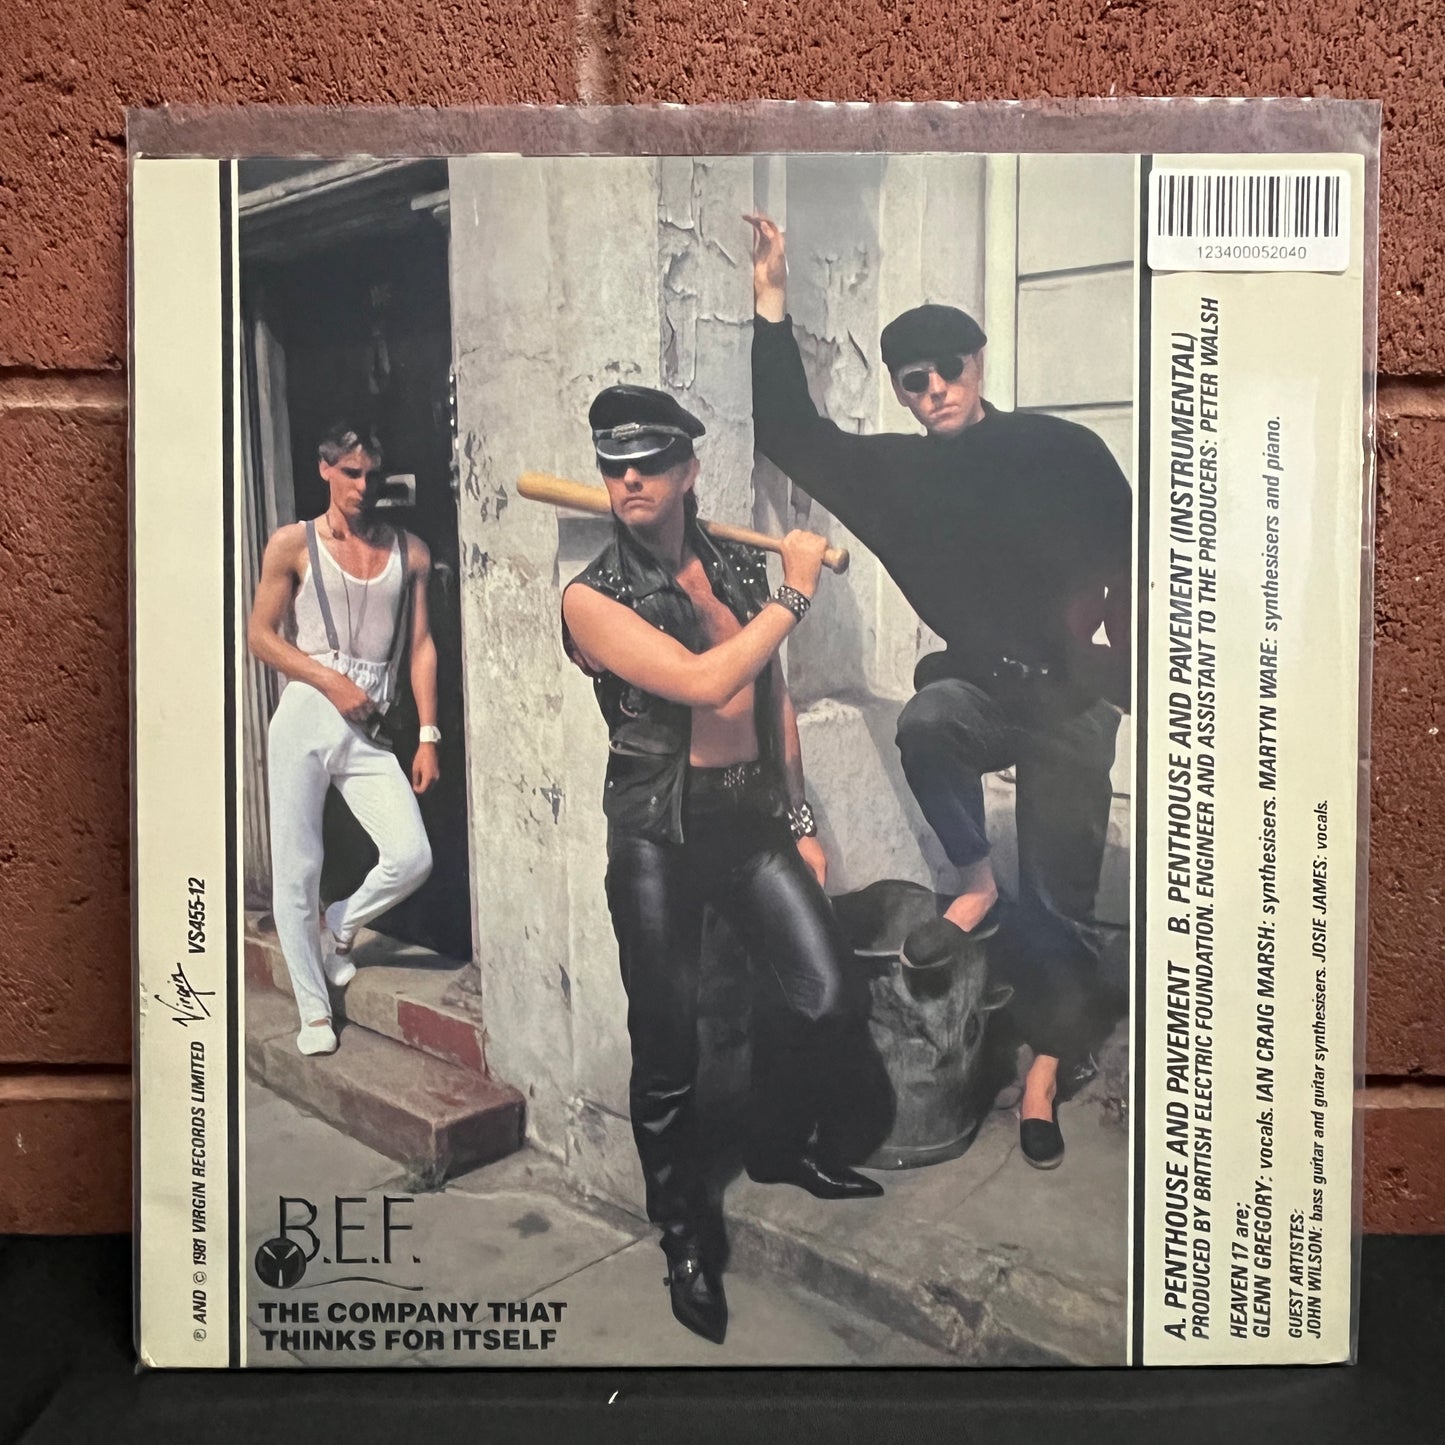 123400052040
A. PENTHOUSE AND PAVEMENT B. PENTHOUSE AND PAVEMENT (INSTRUMENTAL)
PRODUCED BY BRITISH ELECTRIC FOUNDATION. ENGINEER AND ASSISTANT TO THE PRODUCERS: PETER WALSH
HEAVEN 17 are;
GLENN GREGORY: vocals. IAN CRAIG MARSH: synthesisers. MARTYN WARE: synthesisers and piano.
GUEST ARTISTES:
JOHN WILSON: bass guitar and guitar synthesisers. JOSIE JAMES: vocals.
℗ AND © 1981 VIRGIN RECORDS LIMITED Virgin VS455-12
B.E.F.
THE COMPANY THAT
THINKS FOR ITSELF